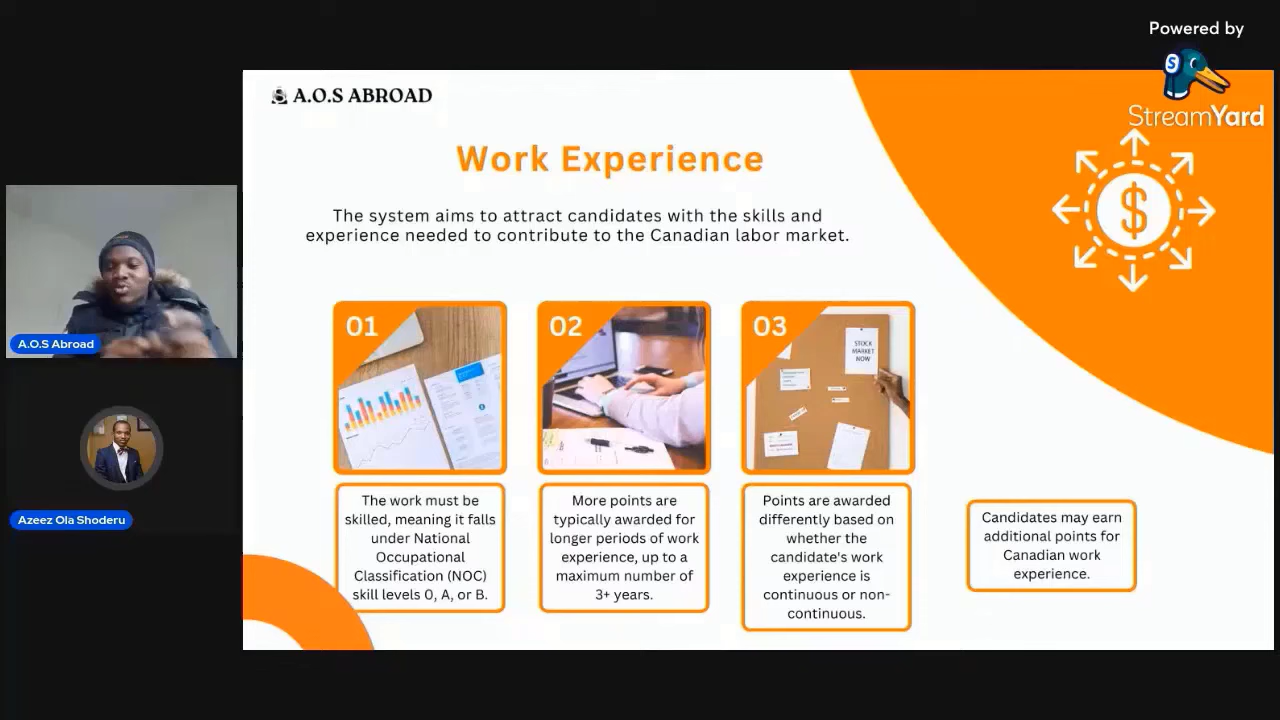 Powered by
StreamYard
A.O.S ABROAD
Work Experience
The system aims to attract candidates with the skills and
experience needed to contribute to the Canadian labor market.
01
02
03
STOCK
MARKET
NOW
The work must be
skilled, meaning it falls
under National
Occupational
Classification (NOC)
skill levels 0, A, or B.
More points are
typically awarded for
longer periods of work
experience, up to a
maximum number of
3+ years.
Points are awarded
differently based on
whether the
candidate's work
experience is
continuous or non-
continuous.
Candidates may earn
additional points for
Canadian work
experience.
A.O.S Abroad
Azeez Ola Shoderu